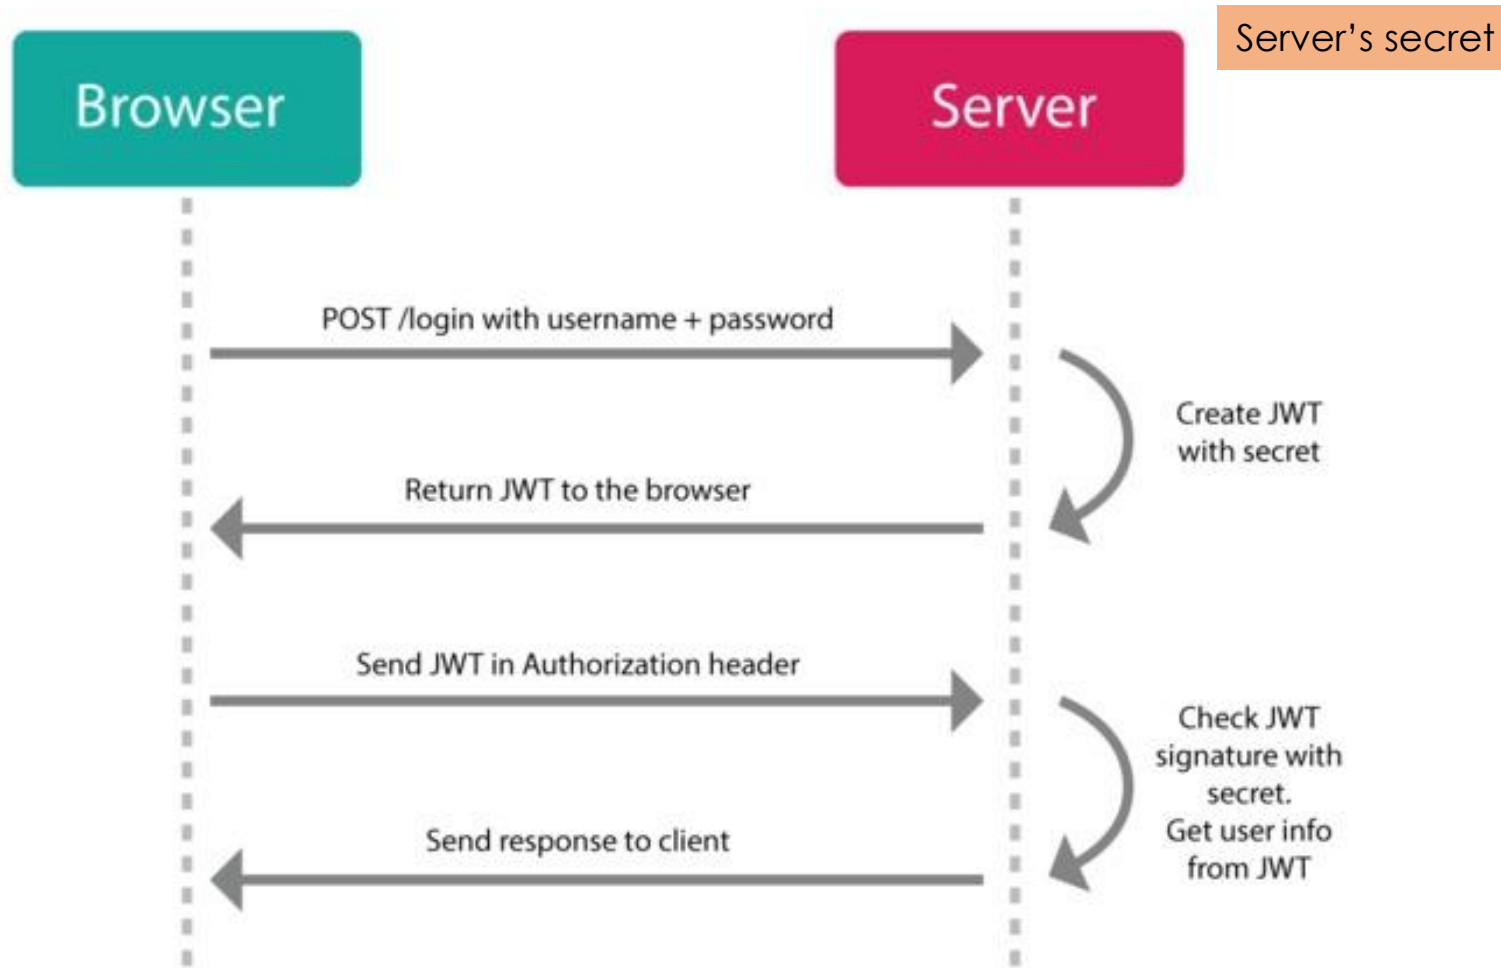 Browser
Server
Server’s secret
POST /login with username + password
Create JWT
with secret
Return JWT to the browser
Send JWT in Authorization header
Check JWT
signature with
secret.
Get user info
from JWT
Send response to client